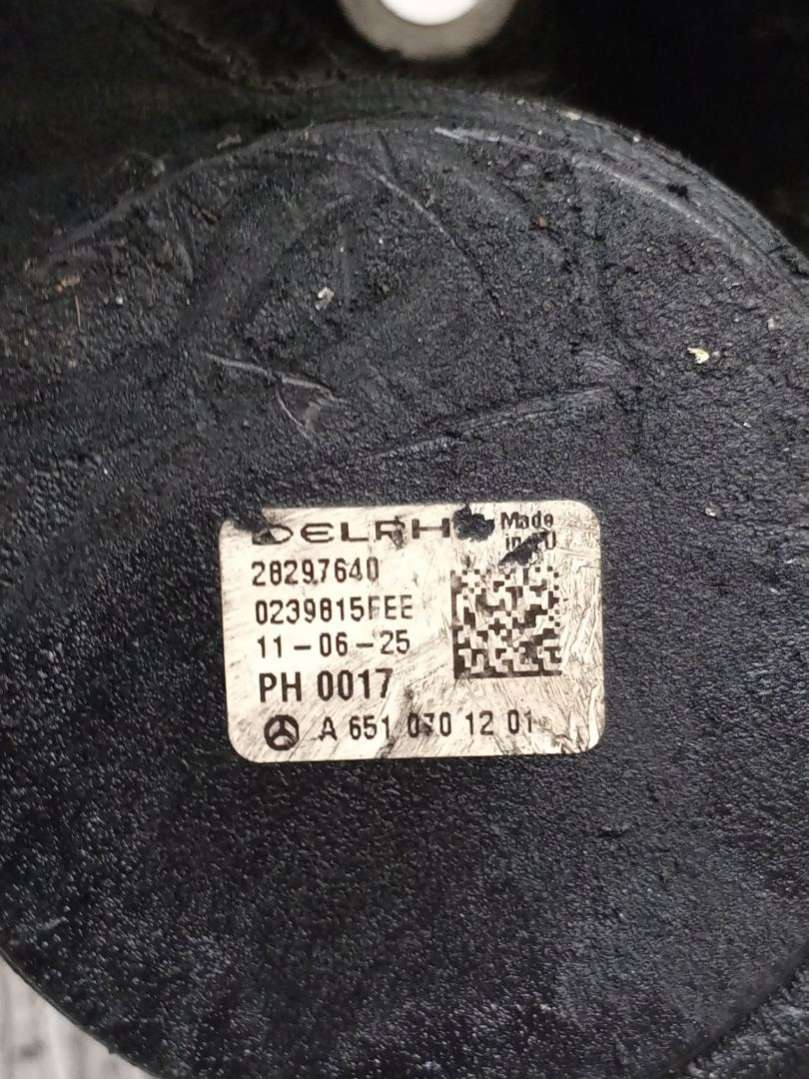 DELPHI
Made
in EU
28297640
0239815FEE
11-06-25
PH 0017
A 651 070 12 01